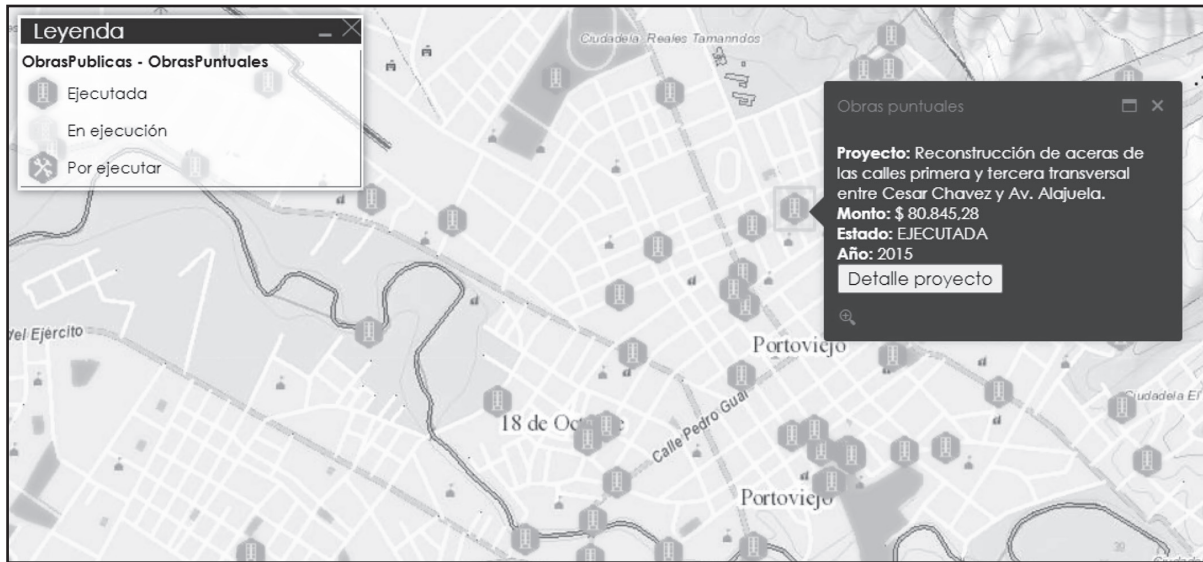 Leyenda
ObrasPublicas - ObrasPuntuales
Ejecutada
En ejecución
Por ejecutar
Ciudadela Reales Tamarindos
Obras puntuales
Proyecto: Reconstrucción de aceras de
las calles primera y tercera transversal
entre Cesar Chavez y Av. Alajuela.
Monto: $ 80.845,28
Estado: EJECUTADA
Año: 2015
Detalle proyecto
el Ejército
Portoviejo
Ciudadela El
18 de
Calle Pedro Gual
Portoviejo
Ciudadela